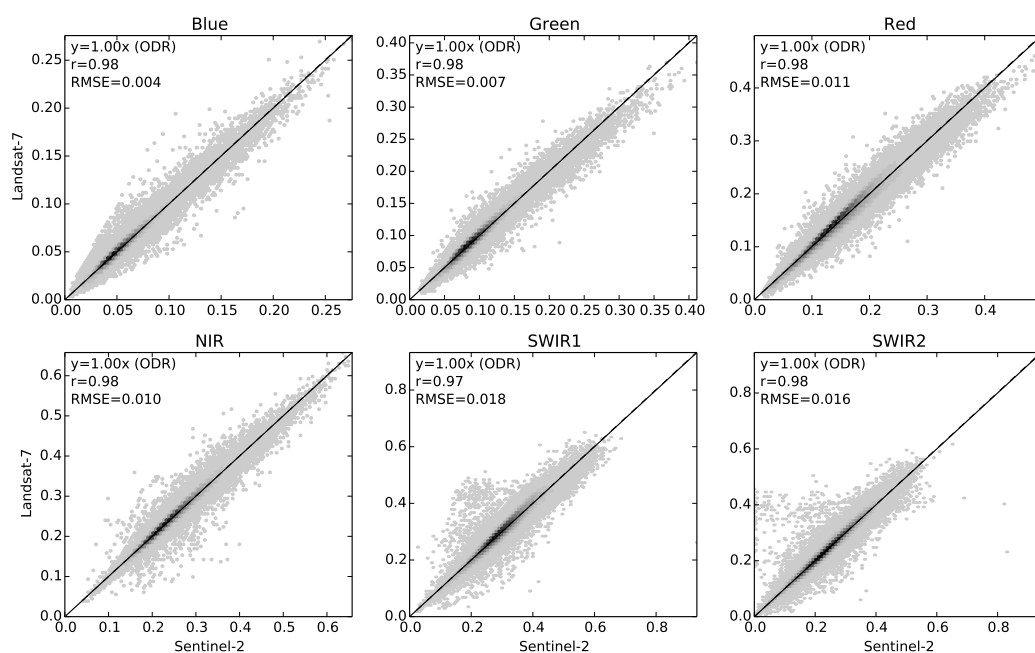 Blue
y=1.00x (ODR)
r=0.98
RMSE=0.004
0.25
0.20
0.15
0.10
0.05
0.00
0.00 0.05 0.10 0.15 0.20 0.25
Landsat-7
Green
y=1.00x (ODR)
r=0.98
RMSE=0.007
0.40
0.35
0.30
0.25
0.20
0.15
0.10
0.05
0.00
0.00 0.05 0.10 0.15 0.20 0.25 0.30 0.35 0.40
Red
y=1.00x (ODR)
r=0.98
RMSE=0.011
0.4
0.3
0.2
0.1
0.0
0.0 0.1 0.2 0.3 0.4
NIR
y=1.00x (ODR)
r=0.98
RMSE=0.010
0.6
0.5
0.4
0.3
0.2
0.1
0.0
0.0 0.1 0.2 0.3 0.4 0.5 0.6
Landsat-7
Sentinel-2
SWIR1
y=1.00x (ODR)
r=0.97
RMSE=0.018
0.8
0.6
0.4
0.2
0.0
0.0 0.2 0.4 0.6 0.8
Sentinel-2
SWIR2
y=1.00x (ODR)
r=0.98
RMSE=0.016
0.8
0.6
0.4
0.2
0.0
0.0 0.2 0.4 0.6 0.8
Sentinel-2